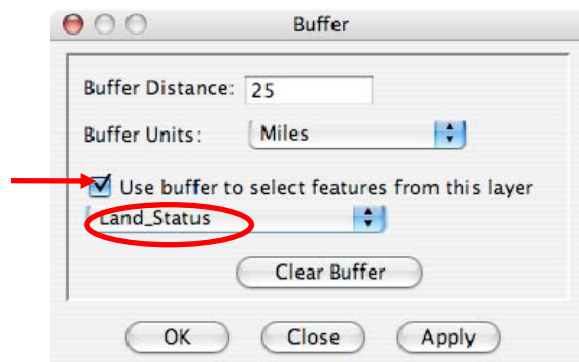 Buffer
Buffer Distance: 25
Buffer Units: Miles
Use buffer to select features from this layer
Land_Status
Clear Buffer
OK Close Apply